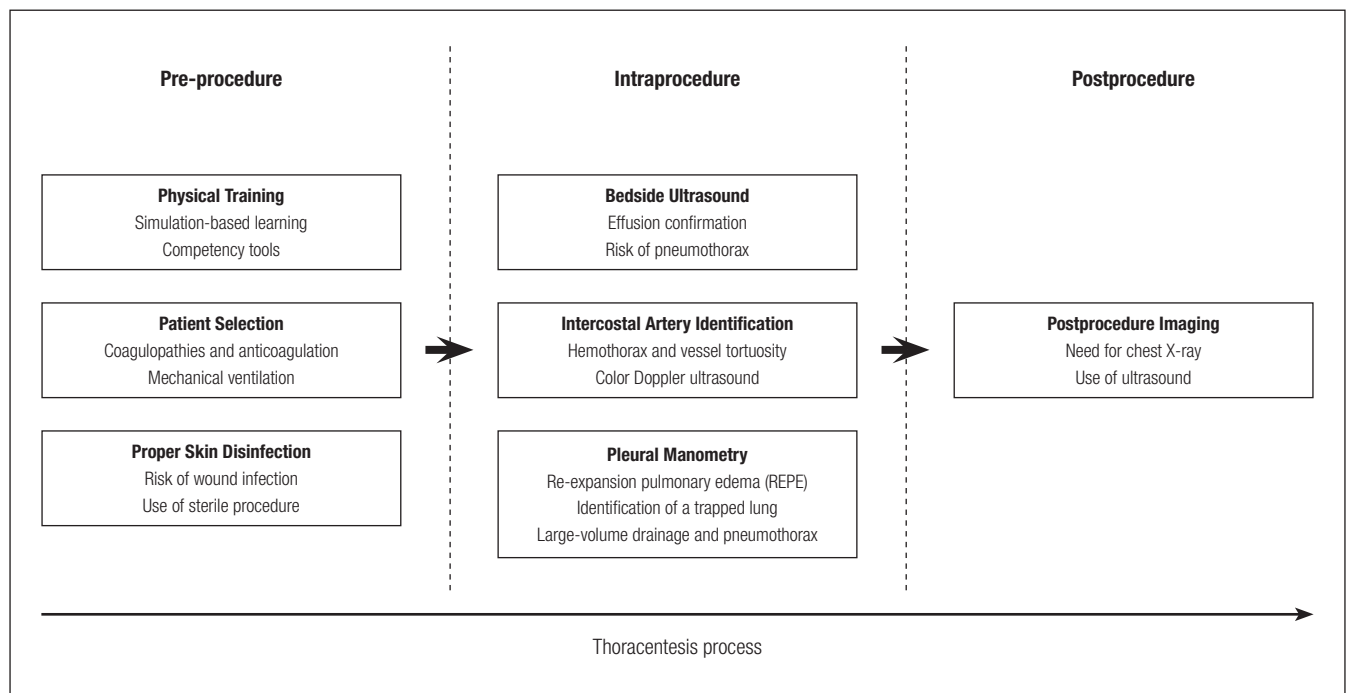 Pre-procedure
Physical Training
Simulation-based learning
Competency tools
Patient Selection
Coagulopathies and anticoagulation
Mechanical ventilation
Proper Skin Disinfection
Risk of wound infection
Use of sterile procedure
Intraprocedure
Bedside Ultrasound
Effusion confirmation
Risk of pneumothorax
Intercostal Artery Identification
Hemothorax and vessel tortuosity
Color Doppler ultrasound
Pleural Manometry
Re-expansion pulmonary edema (REPE)
Identification of a trapped lung
Large-volume drainage and pneumothorax
Postprocedure
Postprocedure Imaging
Need for chest X-ray
Use of ultrasound
Thoracentesis process